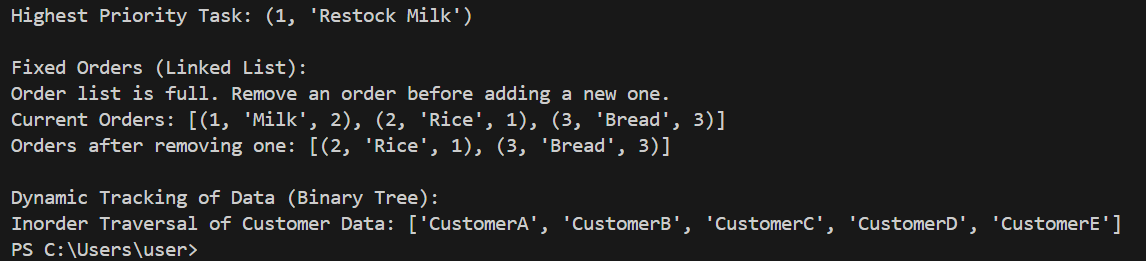 Highest Priority Task: (1, 'Restock Milk')
Fixed Orders (Linked List):
Order list is full. Remove an order before adding a new one.
Current Orders: [(1, 'Milk', 2), (2, 'Rice', 1), (3, 'Bread', 3)]
Orders after removing one: [(2, 'Rice', 1), (3, 'Bread', 3)]
Dynamic Tracking of Data (Binary Tree):
Inorder Traversal of Customer Data: ['CustomerA', 'CustomerB', 'CustomerC', 'CustomerD', 'CustomerE']
PS C:\Users\user>